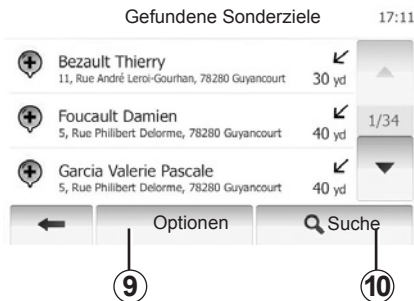 Gefundene Sonderziele 17:11
Bezault Thierry
11, Rue André Leroi-Gourhan, 78280 Guyancourt 30 yd
Foucault Damien
5, Rue Philibert Delorme, 78280 Guyancourt 40 yd
1/34
Garcia Valerie Pascale
5, Rue Philibert Delorme, 78280 Guyancourt 40 yd
Optionen Suche
9 10